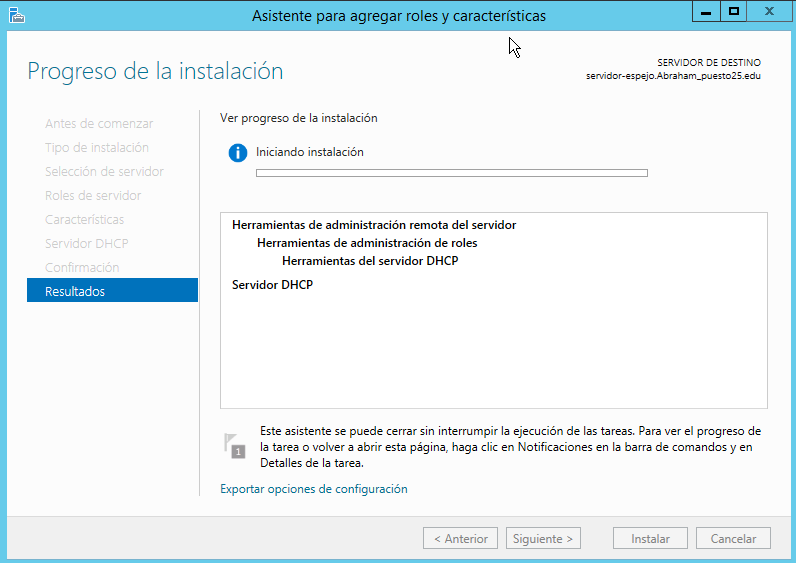 Asistente para agregar roles y características
Progreso de la instalación
SERVIDOR DE DESTINO
servidor-espejo.Abraham_puesto25.edu
Antes de comenzar
Tipo de instalación
Selección de servidor
Roles de servidor
Características
Servidor DHCP
Confirmación
Resultados
Ver progreso de la instalación
Iniciando instalación
Herramientas de administración remota del servidor
Herramientas de administración de roles
Herramientas del servidor DHCP
Servidor DHCP
1
Este asistente se puede cerrar sin interrumpir la ejecución de las tareas. Para ver el progreso de
la tarea o volver a abrir esta página, haga clic en Notificaciones en la barra de comandos y en
Detalles de la tarea.
Exportar opciones de configuración
< Anterior
Siguiente >
Instalar
Cancelar